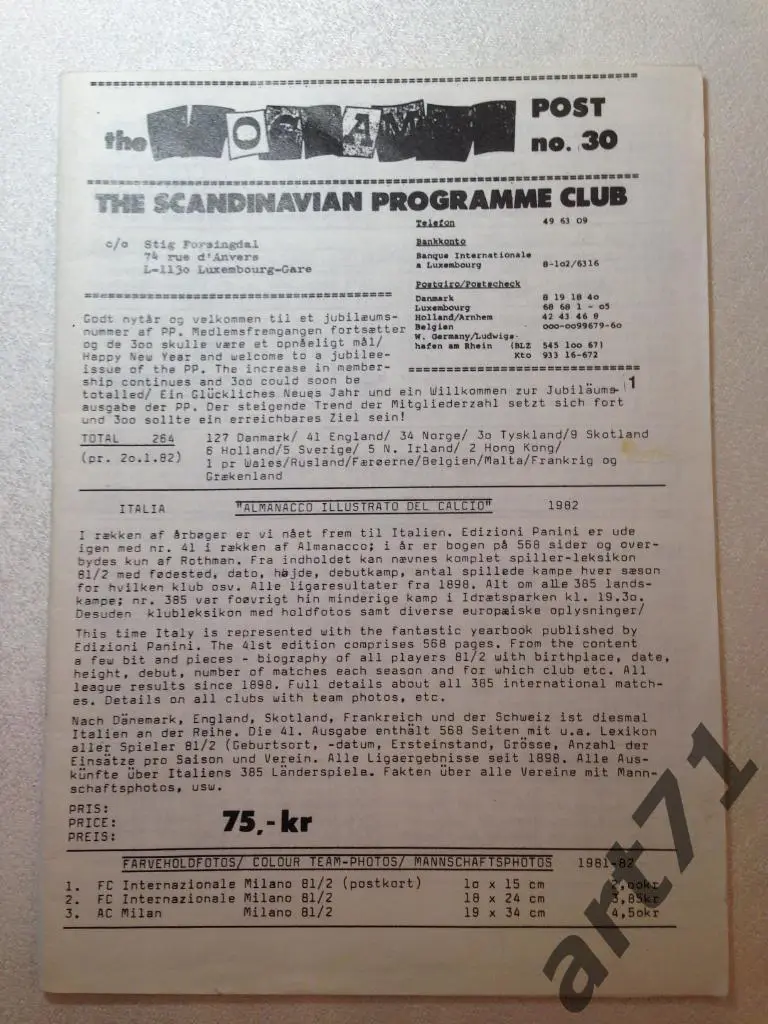 the PROGRAMME POST
no. 30
THE SCANDINAVIAN PROGRAMME CLUB
c/o Stig Forsingdal
74 rue d'Anvers
L-1130 Luxembourg-Gare
Telefon 49 63 09
Bankkonto
Banque Internationale
a Luxembourg 8-102/6316
Postgiro/Postscheck
Danmark 8 19 18 40
Luxembourg 68 68 1 - 05
Holland/Arnhem 42 43 46 8
Belgien 000-0099679-60
W. Germany/Ludwigs-
hafen am Rhein (BLZ 545 100 67)
Kto 933 16-672
Godt nytår og velkommen til et jubilæums-
nummer af PP. Medlemsfremgangen fortsætter
og de 300 skulle være et opnåeligt mål/
Happy New Year and welcome to a jubilee-
issue of the PP. The increase in member-
ship continues and 300 could soon be
totalled/ Ein Glückliches Neues Jahr und ein Willkommen zur Jubiläums- 1
ausgabe der PP. Der steigende Trend der Mitgliederzahl setzt sich fort
und 300 sollte ein erreichbares Ziel sein!
TOTAL 264 127 Danmark/ 41 England/ 34 Norge/ 30 Tyskland/9 Skotland
(pr. 20.1.82) 6 Holland/5 Sverige/ 5 N. Irland/ 2 Hong Kong/
1 pr Wales/Rusland/Færøerne/Belgien/Malta/Frankrig og
Grækenland
ITALIA "ALMANACCO ILLUSTRATO DEL CALCIO" 1982
I rækken af årbøger er vi nået frem til Italien. Edizioni Panini er ude
igen med nr. 41 i rækken af Almanacco; i år er bogen på 568 sider og over-
bydes kun af Rothman. Fra indholdet kan nævnes komplet spiller-leksikon
81/2 med fødested, dato, højde, debutkamp, antal spillede kampe hver sæson
for hvilken klub osv. Alle ligaresultater fra 1898. Alt om alle 385 lands-
kampe; nr. 385 var foøvrigt hin minderige kamp i Idrætsparken kl. 19.30.
Desuden klubleksikon med holdfotos samt diverse europæiske oplysninger/
This time Italy is represented with the fantastic yearbook published by
Edizioni Panini. The 41st edition comprises 568 pages. From the content
a few bit and pieces - biography of all players 81/2 with birthplace, date,
height, debut, number of matches each season and for which club etc. All
league results since 1898. Full details about all 385 international match-
es. Details on all clubs with team photos, etc.
Nach Dänemark, England, Skotland, Frankreich und der Schweiz ist diesmal
Italien an der Reihe. Die 41. Ausgabe enthält 568 Seiten mit u.a. Lexikon
aller Spieler 81/2 (Geburtsort, -datum, Ersteinstand, Grösse, Anzahl der
Einsätze pro Saison und Verein. Alle Ligaergebnisse seit 1898. Alle Aus-
künfte über Italiens 385 Länderspiele. Fakten über alle Vereine mit Mann-
schaftsphotos, usw.
PRIS:
PRICE: 75,-kr
PREIS:
FARVEHOLDFOTOS/ COLOUR TEAM-PHOTOS/ MANNSCHAFTSPHOTOS 1981-82
1. FC Internazionale Milano 81/2 (postkort) 10 x 15 cm 2,00kr
2. FC Internazionale Milano 81/2 18 x 24 cm 3,85kr
3. AC Milan Milano 81/2 19 x 34 cm 4,50kr
art71